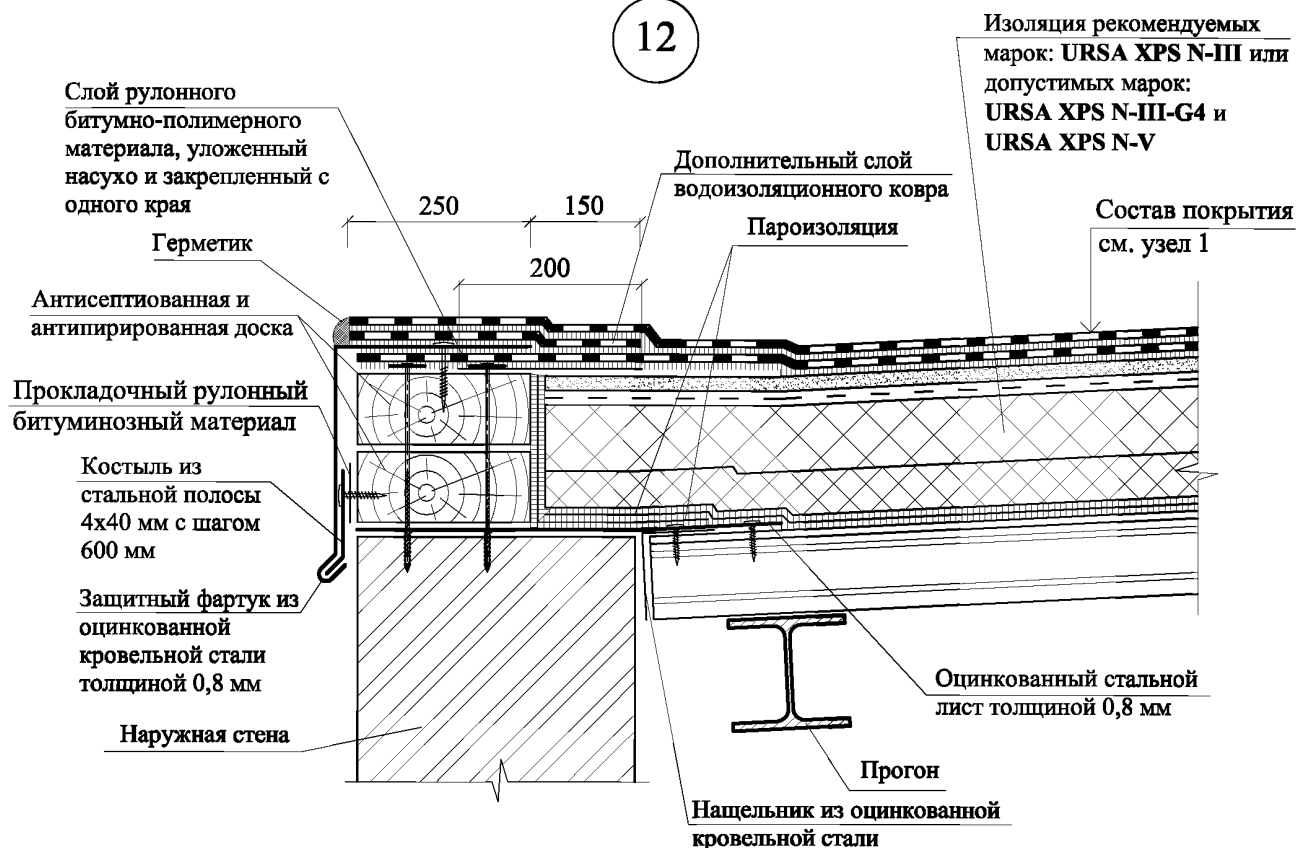 12
Изоляция рекомендуемых
марок: URSA XPS N-III или
допустимых марок:
URSA XPS N-III-G4 и
URSA XPS N-V
Слой рулонного
битумно-полимерного
материала, уложенный
насухо и закрепленный с
одного края
Дополнительный слой
водоизоляционного ковра
250
150
Пароизоляция
Состав покрытия
см. узел 1
Герметик
200
Антисептиованная и
антипирированная доска
Прокладочный рулонный
битуминозный материал
Костыль из
стальной полосы
4х40 мм с шагом
600 мм
Защитный фартук из
оцинкованной
кровельной стали
толщиной 0,8 мм
Оцинкованный стальной
лист толщиной 0,8 мм
Наружная стена
Прогон
Нащельник из оцинкованной
кровельной стали